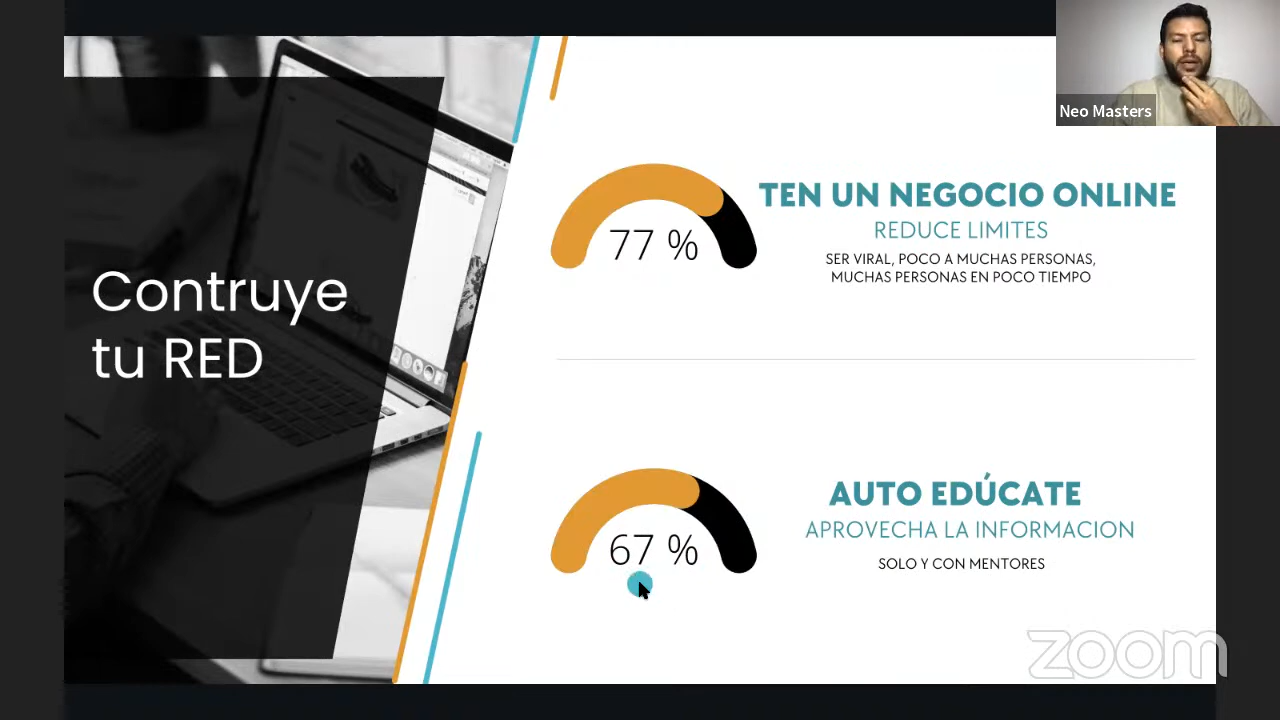 Neo Masters
Contruye
tu RED
77 %
TEN UN NEGOCIO ONLINE
REDUCE LIMITES
SER VIRAL, POCO A MUCHAS PERSONAS,
MUCHAS PERSONAS EN POCO TIEMPO
67 %
AUTO EDÚCATE
APROVECHA LA INFORMACION
SOLO Y CON MENTORES
zoom